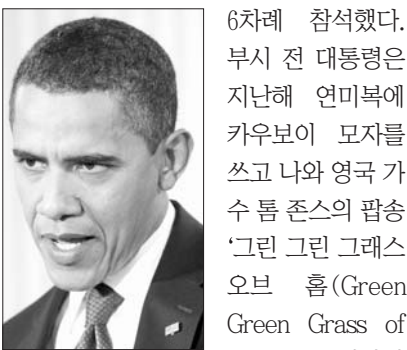 6차례 참석했다.
부시 전 대통령은
지난해 연미복에
카우보이 모자를
쓰고 나와 영국 가
수 톰 존스의 팝송
‘그린 그린 그래스
오브 홈(Green
Green Grass of